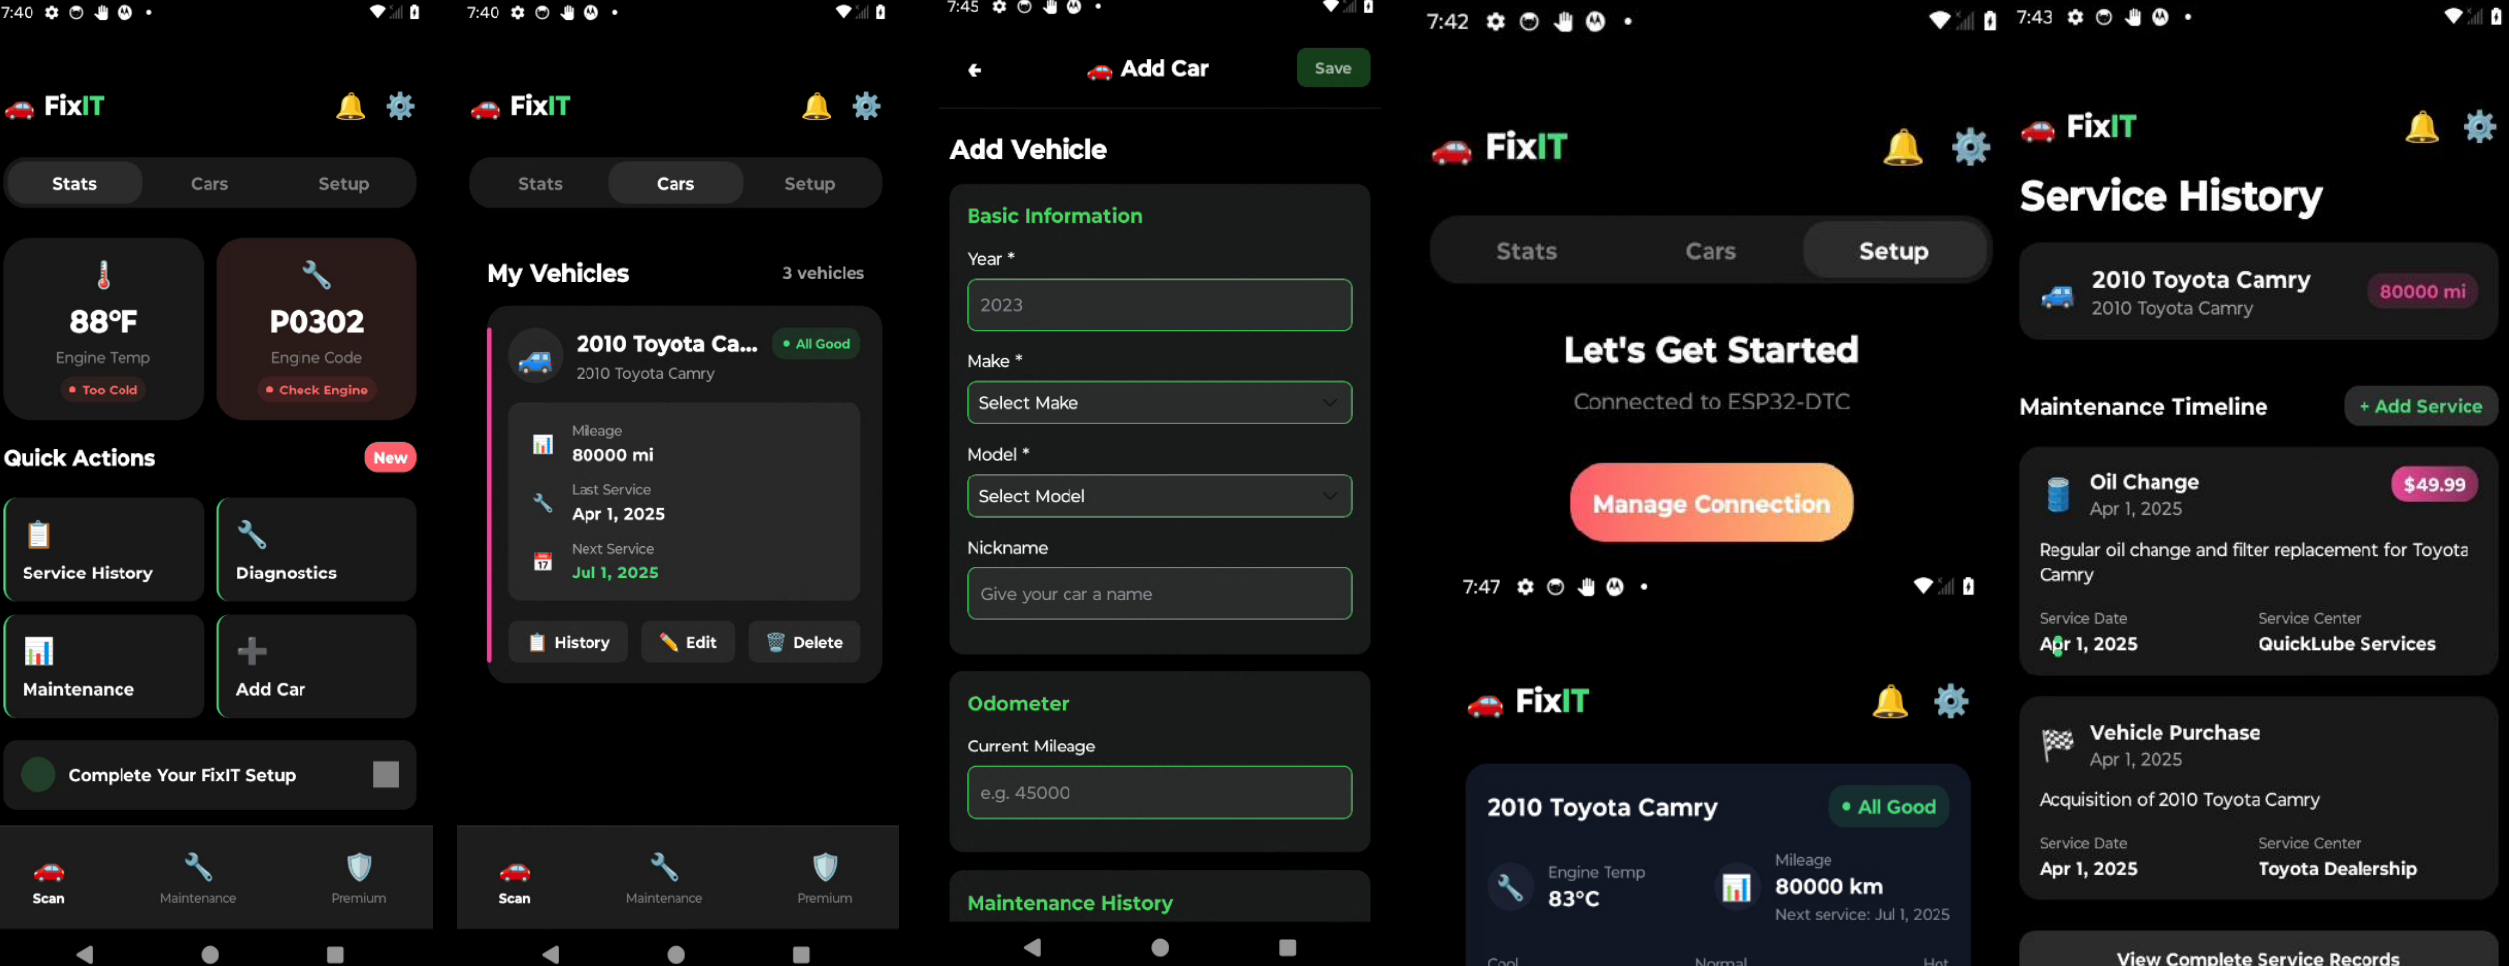 7:40
FixIT
Stats Cars Setup
88°F
Engine Temp
Too Cold
P0302
Engine Code
Check Engine
Quick Actions
New
Service History
Diagnostics
Maintenance
Add Car
Complete Your FixIT Setup
Scan Maintenance Premium
7:40
FixIT
Stats Cars Setup
My Vehicles
3 vehicles
2010 Toyota Ca...
All Good
2010 Toyota Camry
Mileage
80000 mi
Last Service
Apr 1, 2025
Next Service
Jul 1, 2025
History
Edit
Delete
Scan Maintenance Premium
7:45
Add Car
Save
Add Vehicle
Basic Information
Year *
2023
Make *
Select Make
Model *
Select Model
Nickname
Give your car a name
Odometer
Current Mileage
e.g. 45000
Maintenance History
7:42
FixIT
Stats Cars Setup
Let's Get Started
Connected to ESP32-DTC
Manage Connection
7:47
FixIT
2010 Toyota Camry
All Good
Engine Temp
83°C
Mileage
80000 km
Next service: Jul 1, 2025
Cool Normal Hot
7:43
FixIT
Service History
2010 Toyota Camry
2010 Toyota Camry
80000 mi
Maintenance Timeline
+ Add Service
Oil Change
$49.99
Apr 1, 2025
Regular oil change and filter replacement for Toyota
Camry
Service Date
Apr 1, 2025
Service Center
QuickLube Services
Vehicle Purchase
Apr 1, 2025
Acquisition of 2010 Toyota Camry
Service Date
Apr 1, 2025
Service Center
Toyota Dealership
View Complete Service Records